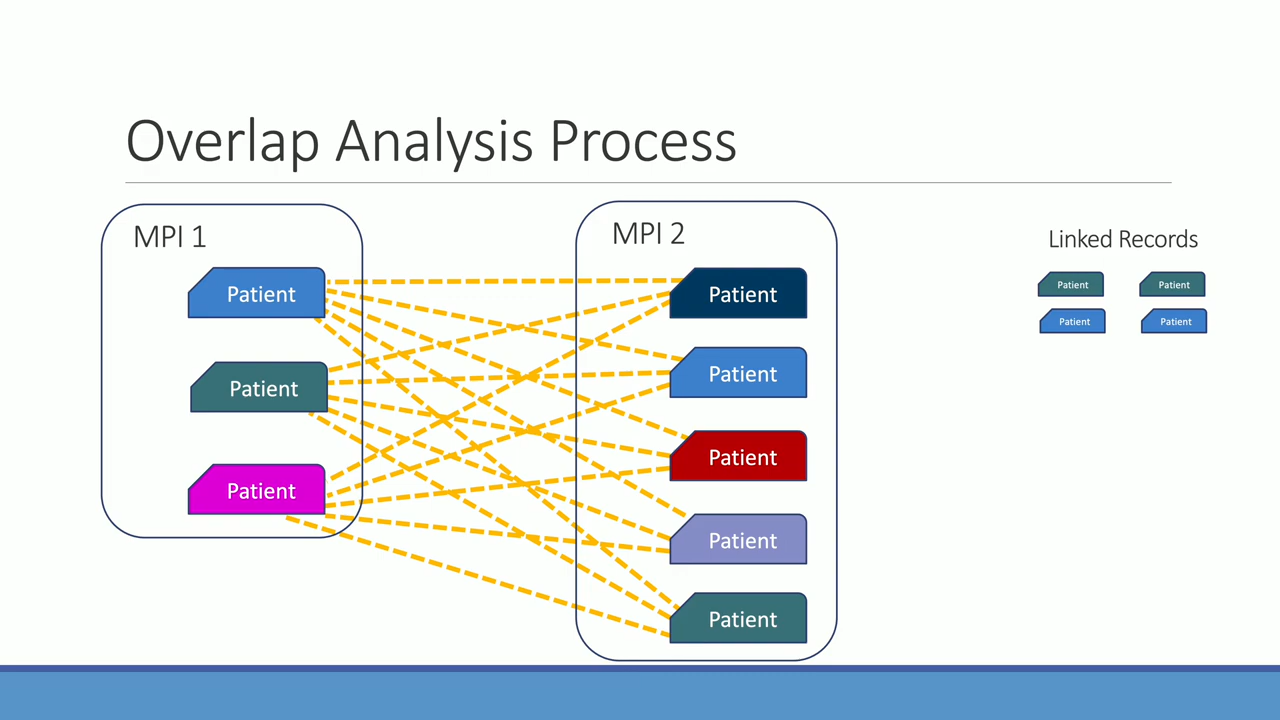 Overlap Analysis Process
MPI 1
Patient
Patient
Patient
MPI 2
Patient
Patient
Patient
Patient
Patient
Linked Records
Patient Patient
Patient Patient